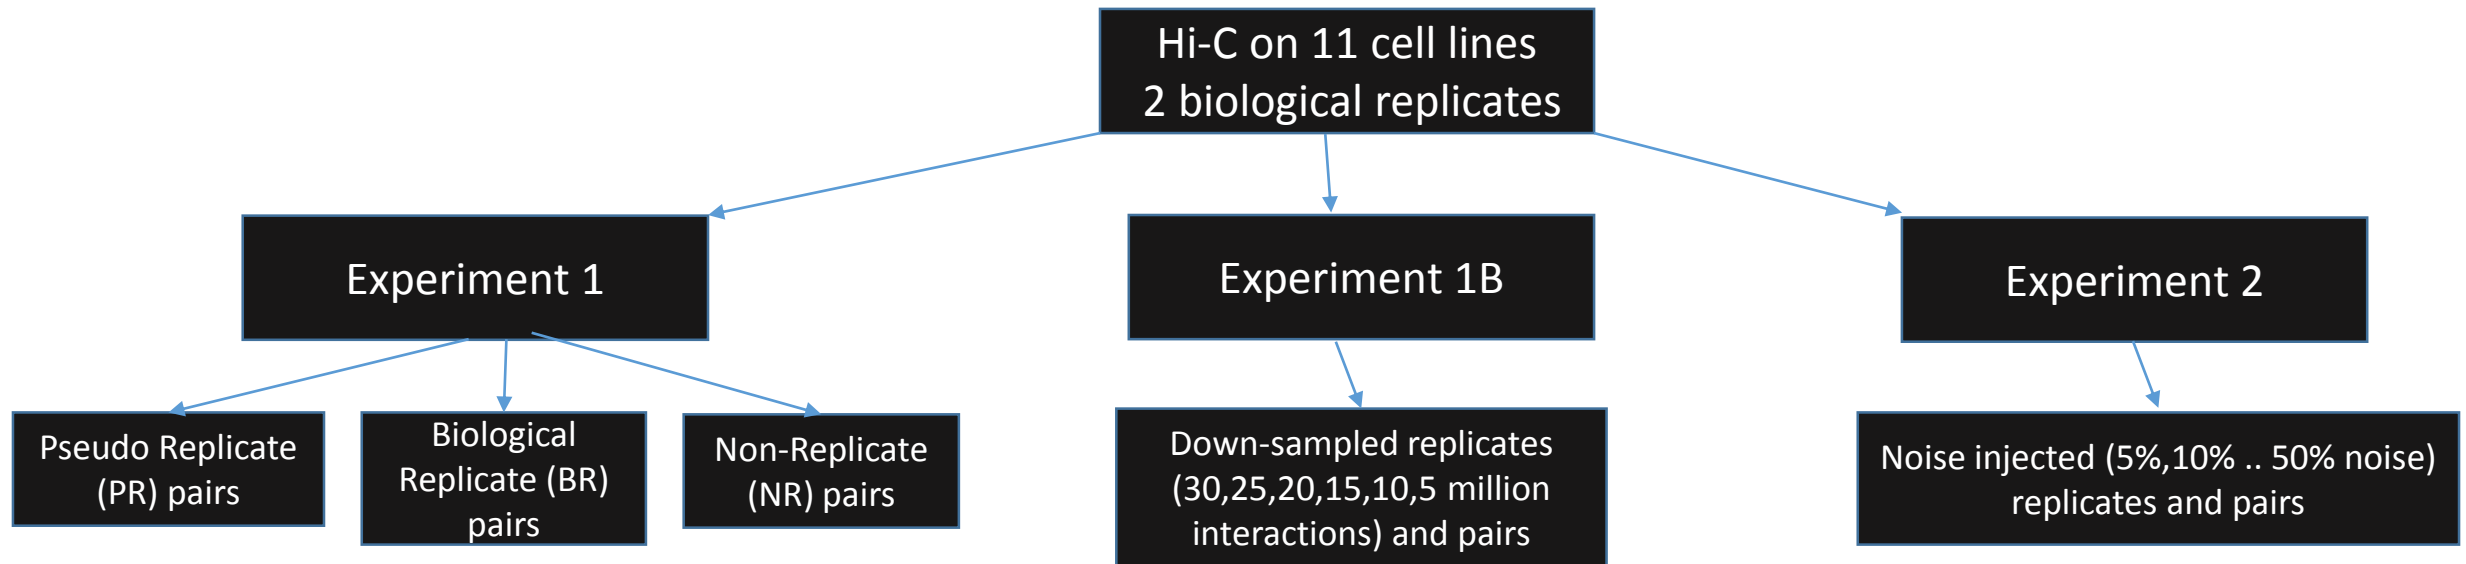 Hi-C on 11 cell lines
2 biological replicates
Experiment 1
Experiment 1B
Experiment 2
Pseudo Replicate
(PR) pairs
Biological
Replicate (BR)
pairs
Non-Replicate
(NR) pairs
Down-sampled replicates
(30,25,20,15,10,5 million
interactions) and pairs
Noise injected (5%,10% .. 50% noise)
replicates and pairs